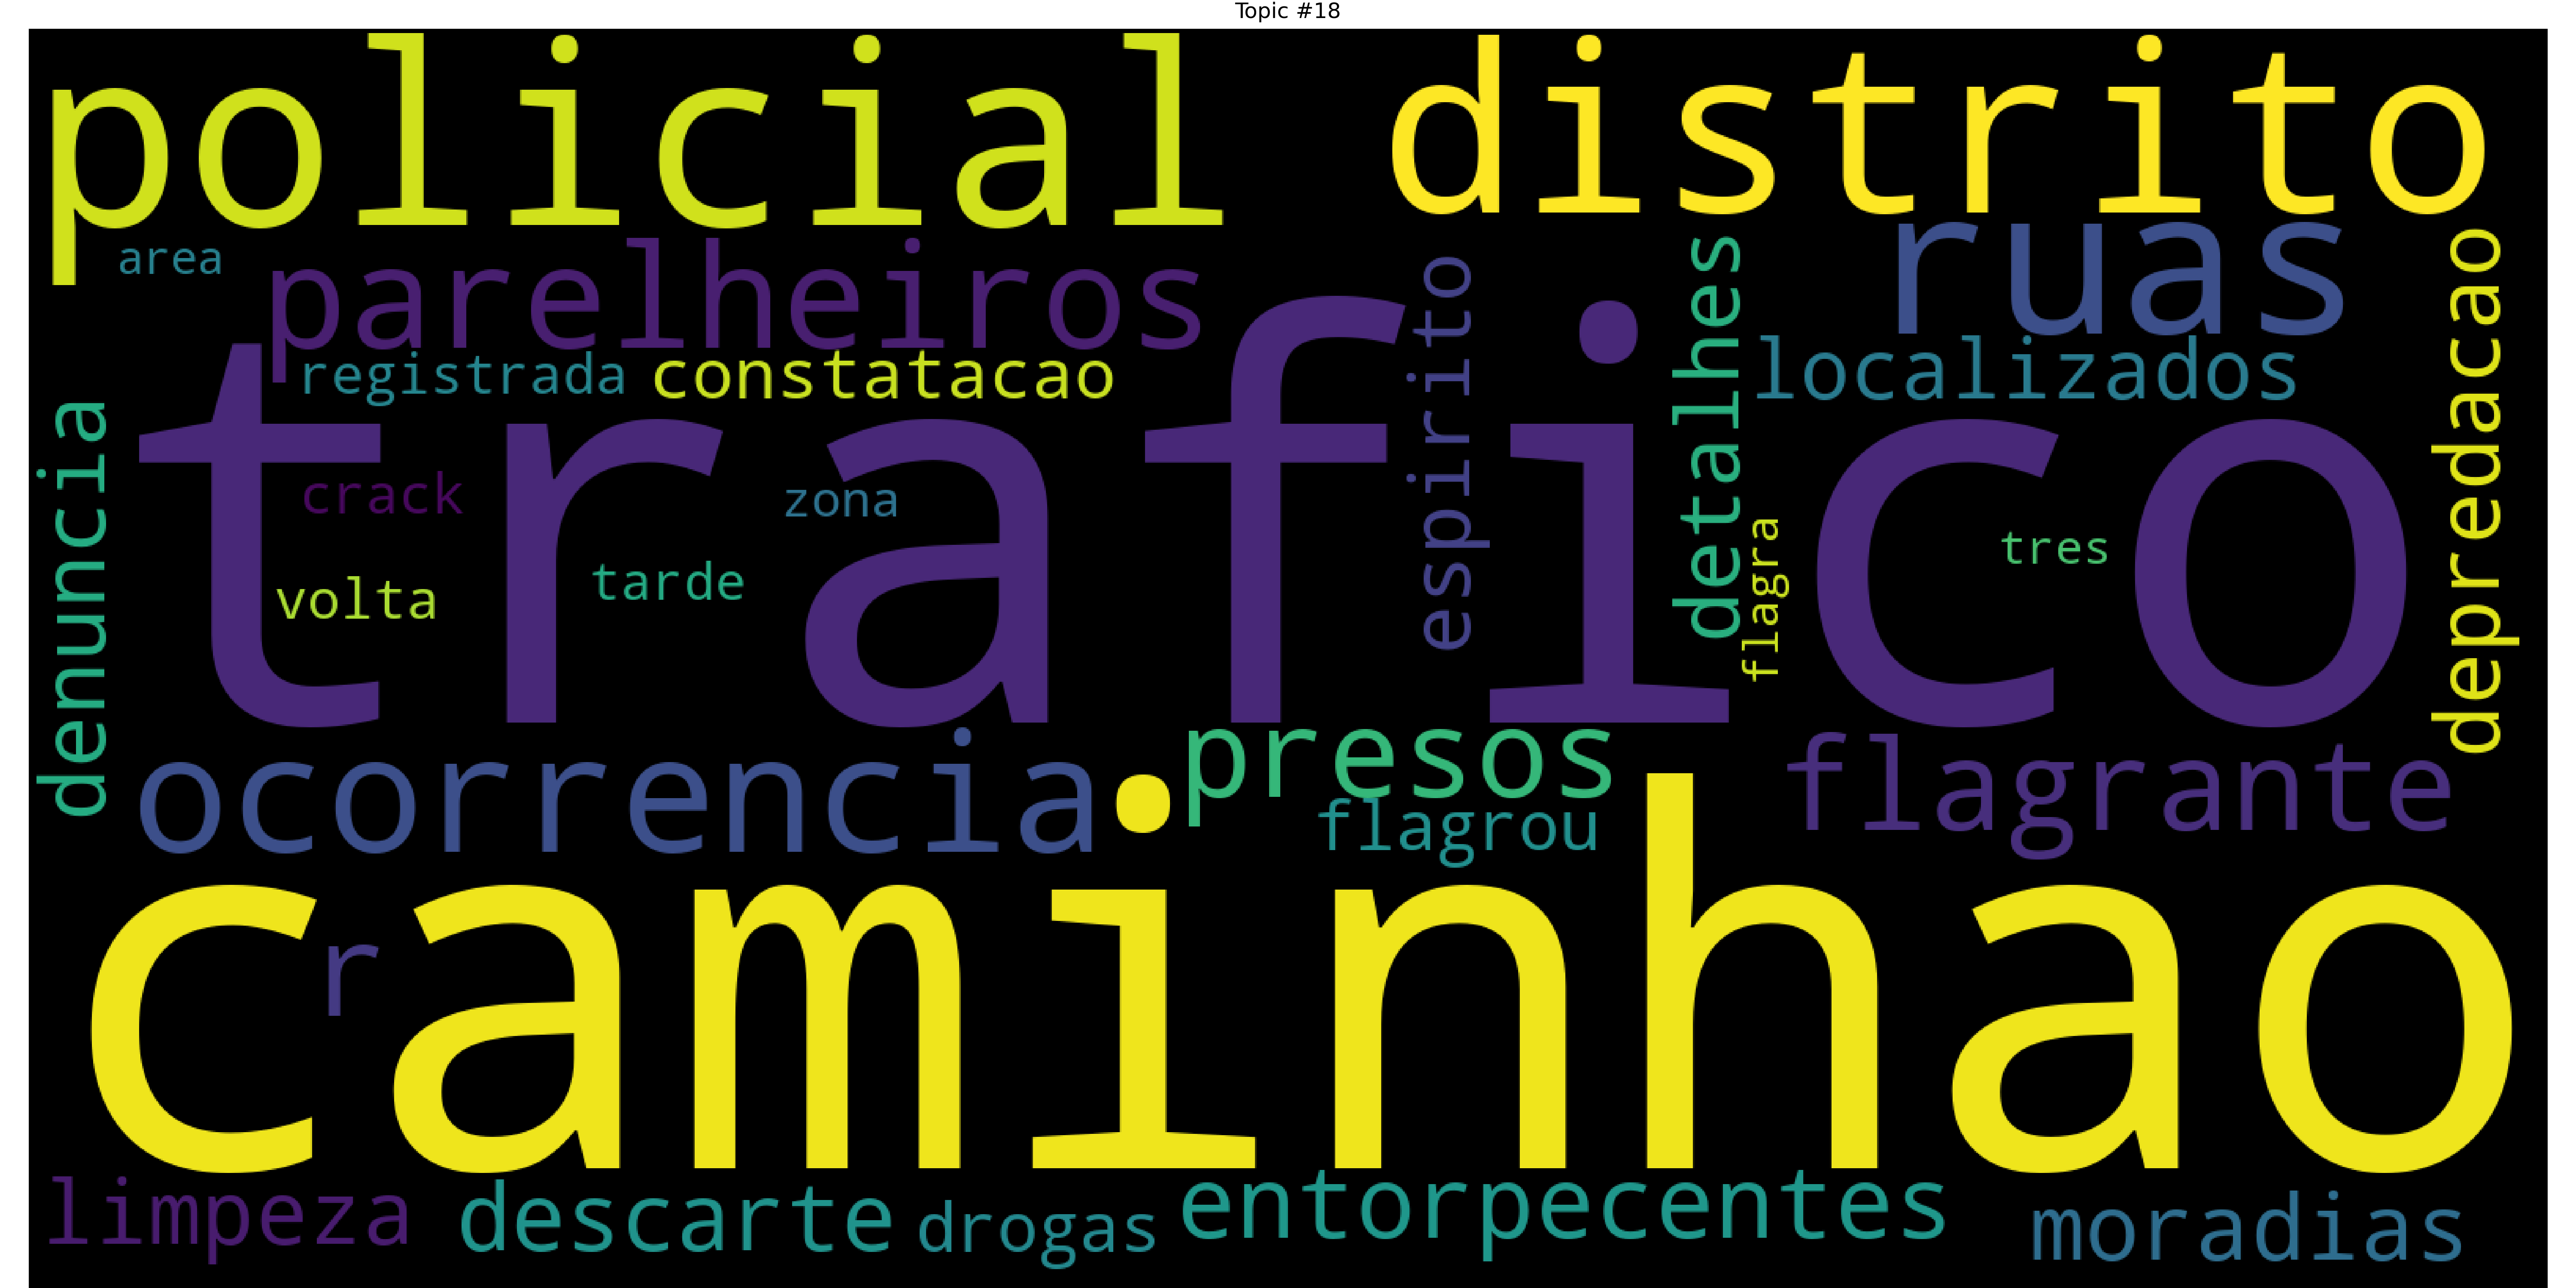 Topic #18
policial
distrito
area
parelheiros
ruas
registrada
constatacao
espirito
detalhes
localizados
depredacao
denuncia
trafico
crack
zona
volta
tarde
flagra
tres
ocorrencia
presos
flagrou
flagrante
caminhao
r
limpeza
descarte
drogas
entorpecentes
moradias